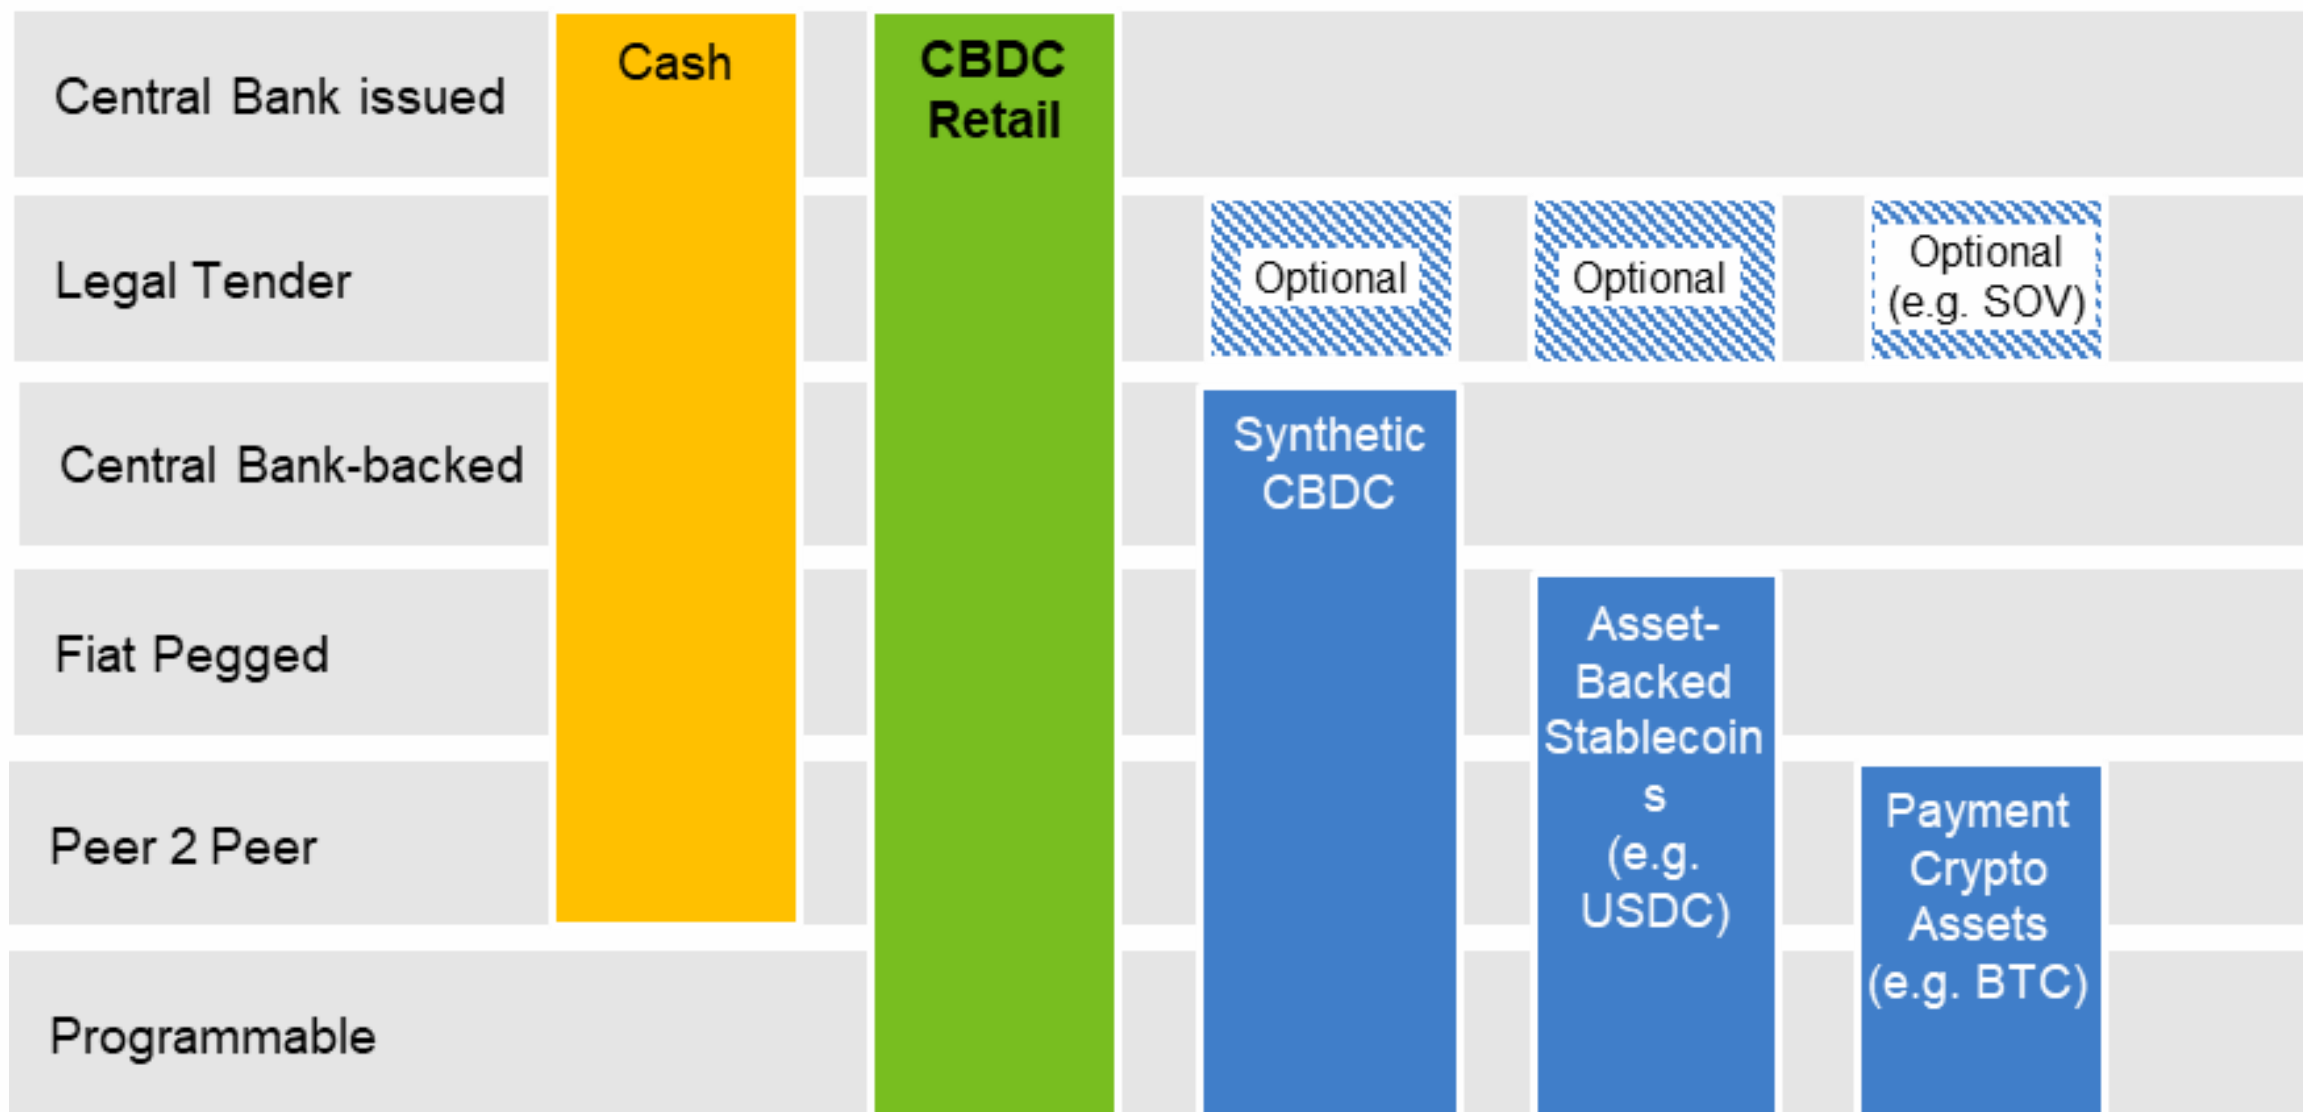 Central Bank issued
Cash
CBDC
Retail
Legal Tender
Optional
Optional
Optional
(e.g. SOV)
Central Bank-backed
Synthetic
CBDC
Fiat Pegged
Asset-
Backed
Stablecoin
s
(e.g.
USDC)
Peer 2 Peer
Payment
Crypto
Assets
(e.g. BTC)
Programmable